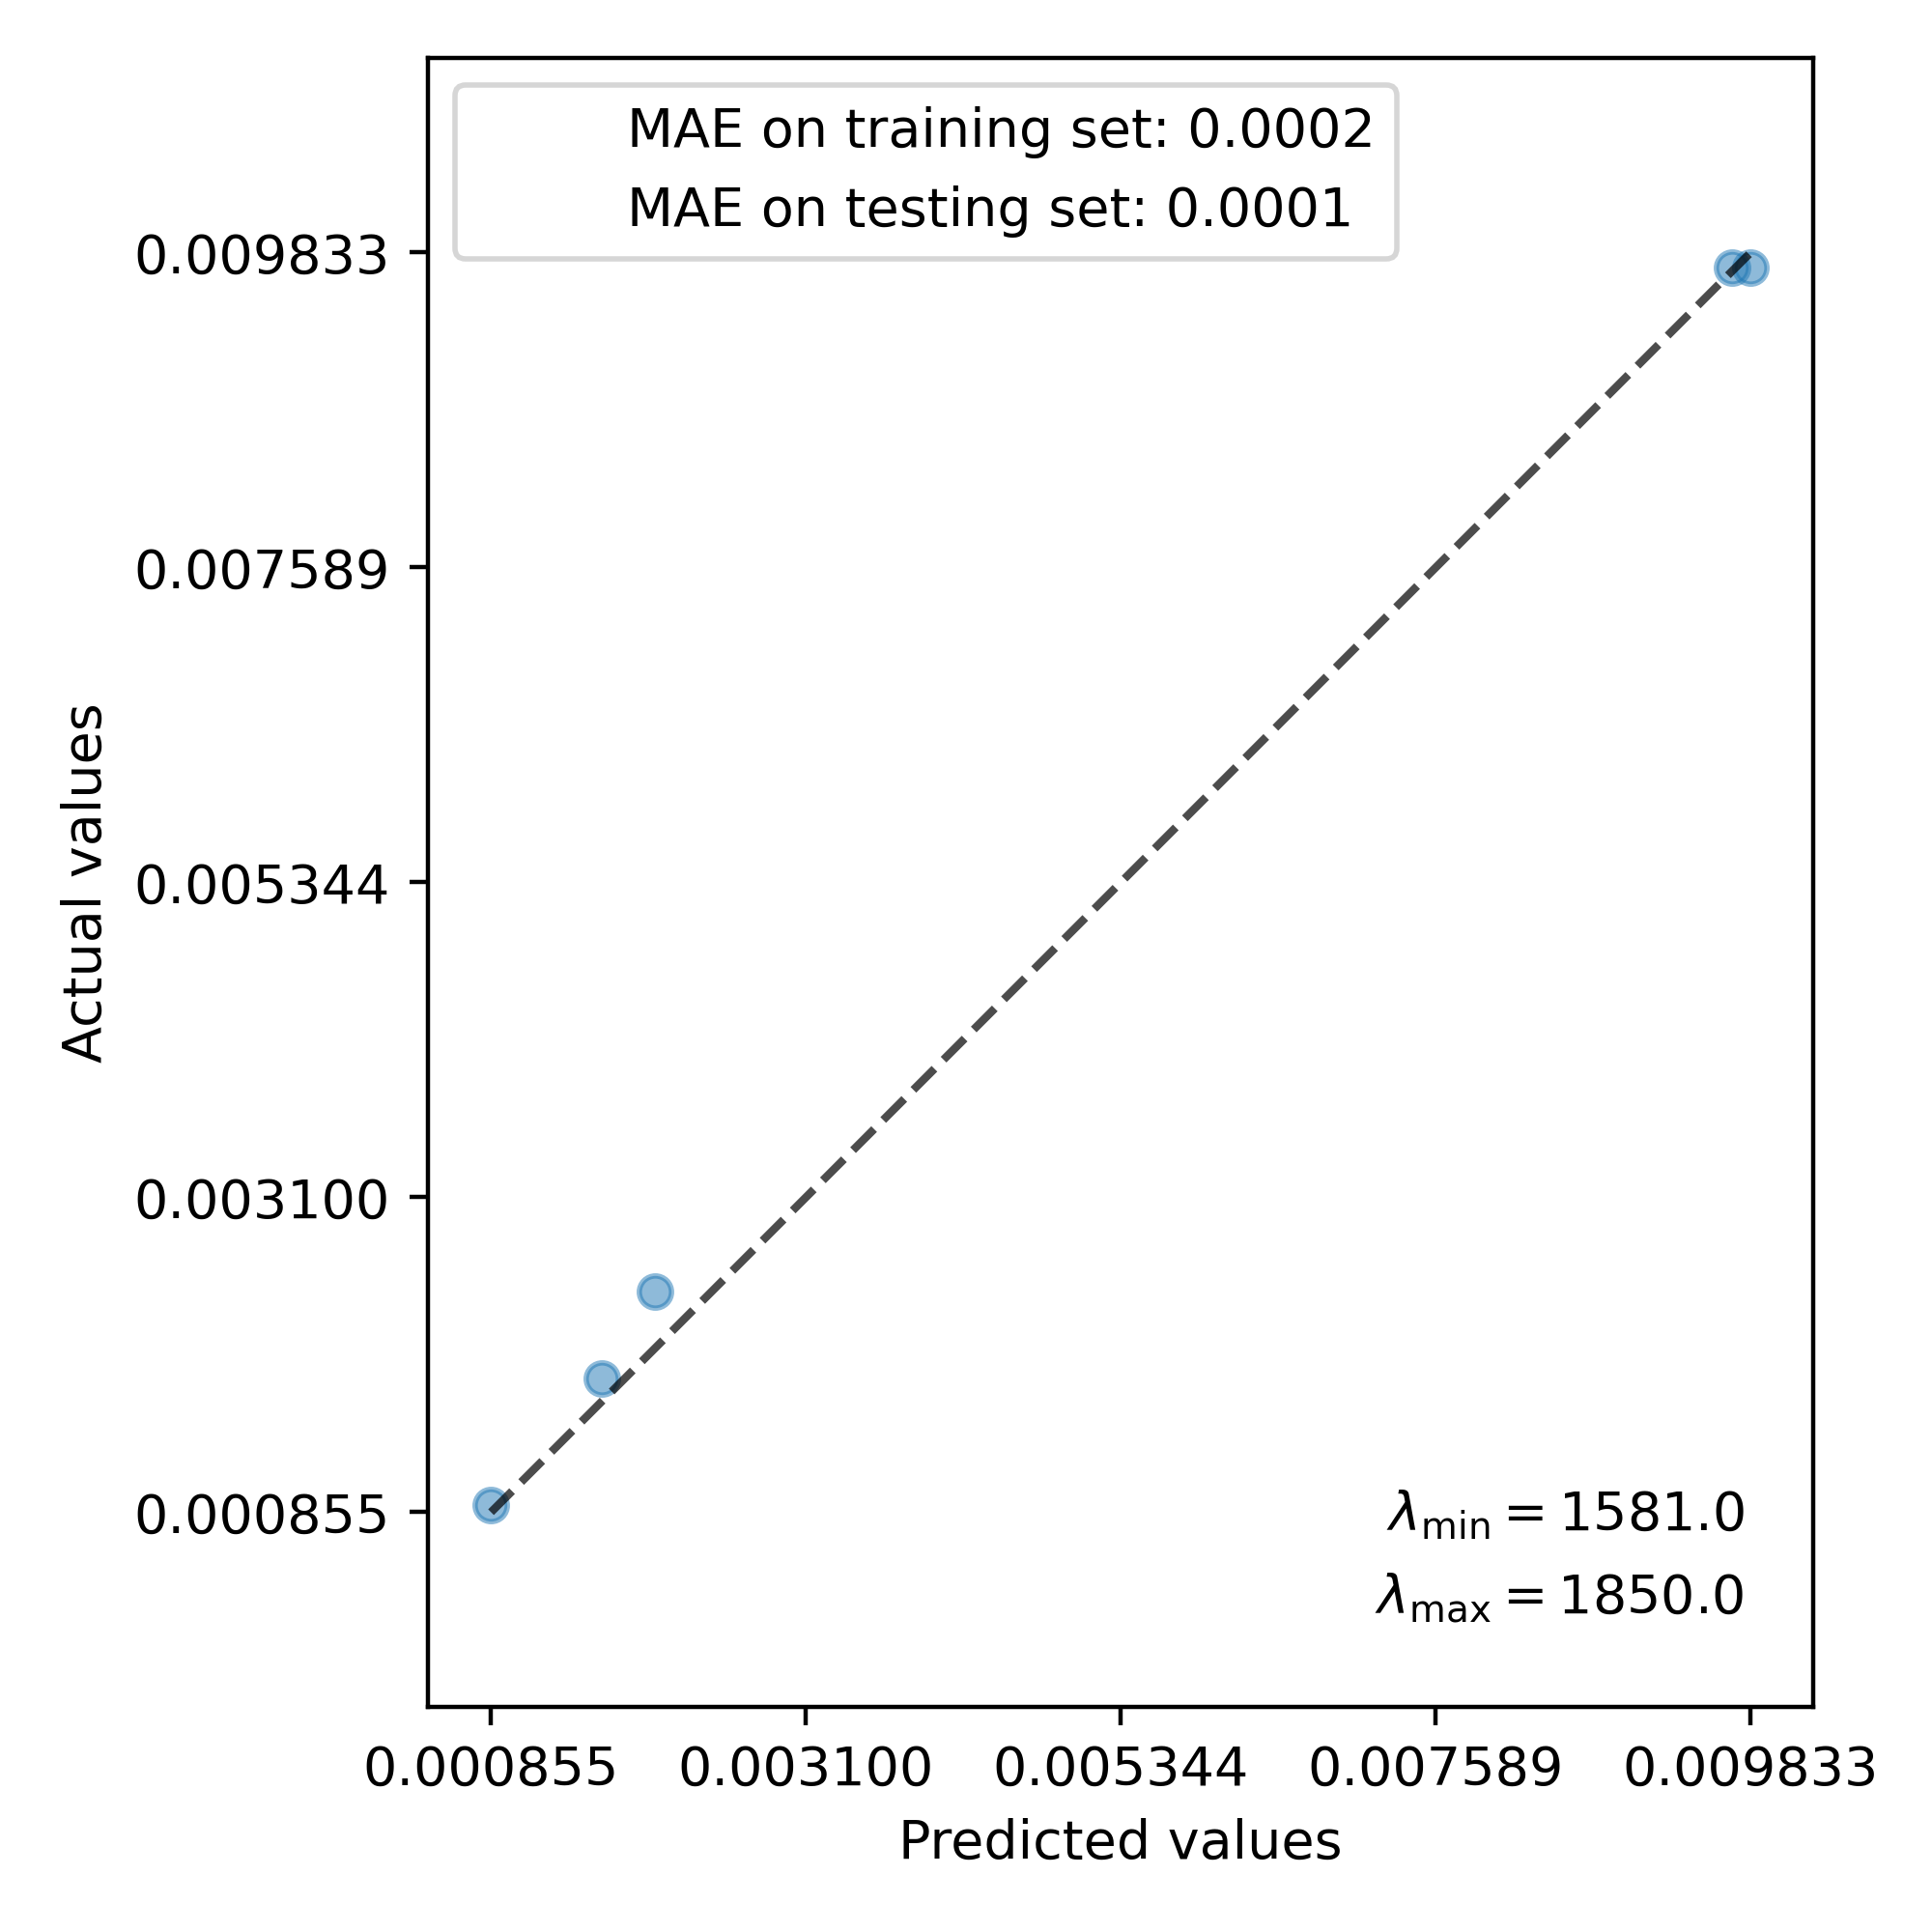 MAE on training set: 0.0002
MAE on testing set: 0.0001
0.009833
0.007589
0.005344
0.003100
0.000855
Actual values
λmin = 1581.0
λmax = 1850.0
0.000855 0.003100 0.005344 0.007589 0.009833
Predicted values